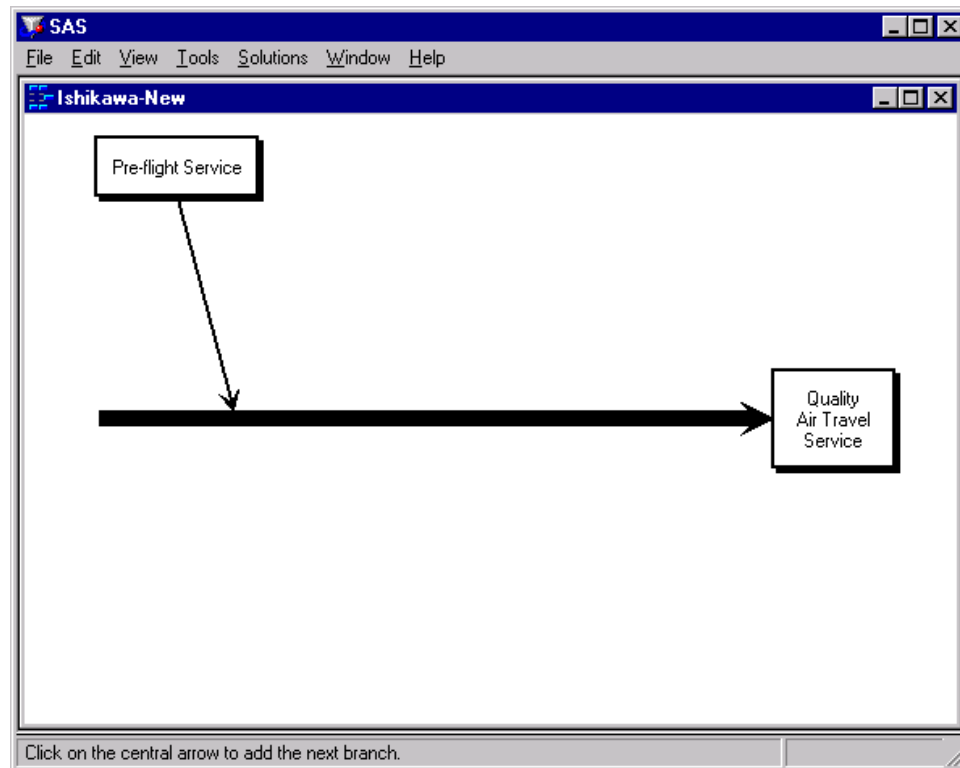 SAS
File Edit View Tools Solutions Window Help
Ishikawa-New
Pre-flight Service
Quality
Air Travel
Service
Click on the central arrow to add the next branch.